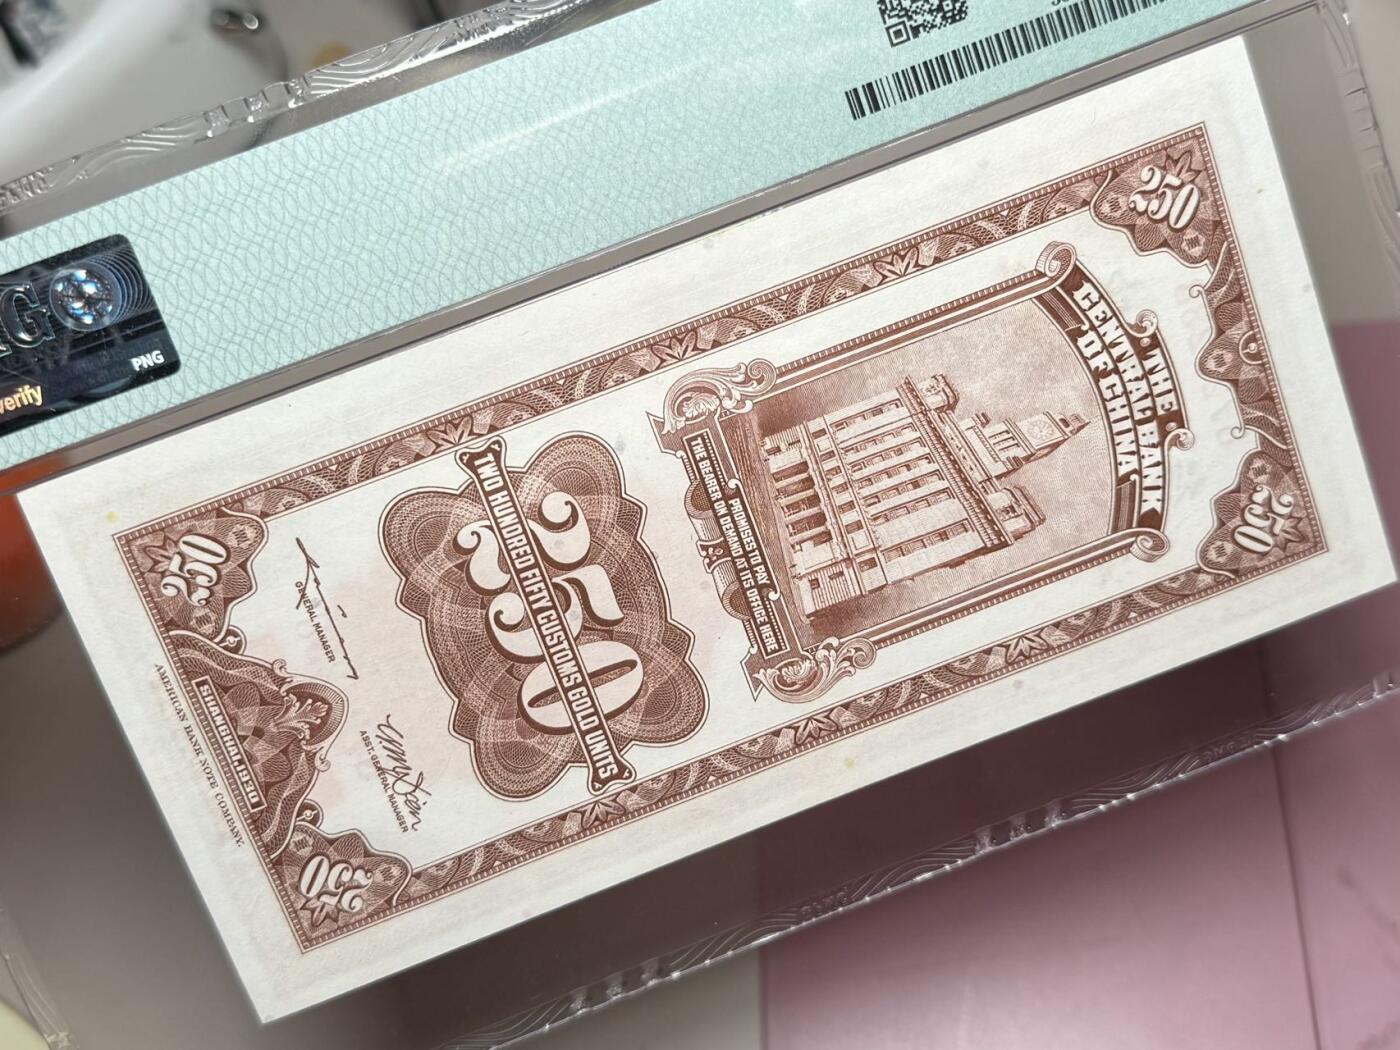 PNG
verify
250
250
THE
CENTRAL BANK
OF CHINA
PROMISES TO PAY
THE BEARER ON DEMAND AT ITS OFFICE HERE
250
TWO HUNDRED FIFTY CUSTOMS GOLD UNITS
GENERAL MANAGER
ASST. GENERAL MANAGER
250
SHANGHAI, 1930
250
AMERICAN BANK NOTE COMPANY.